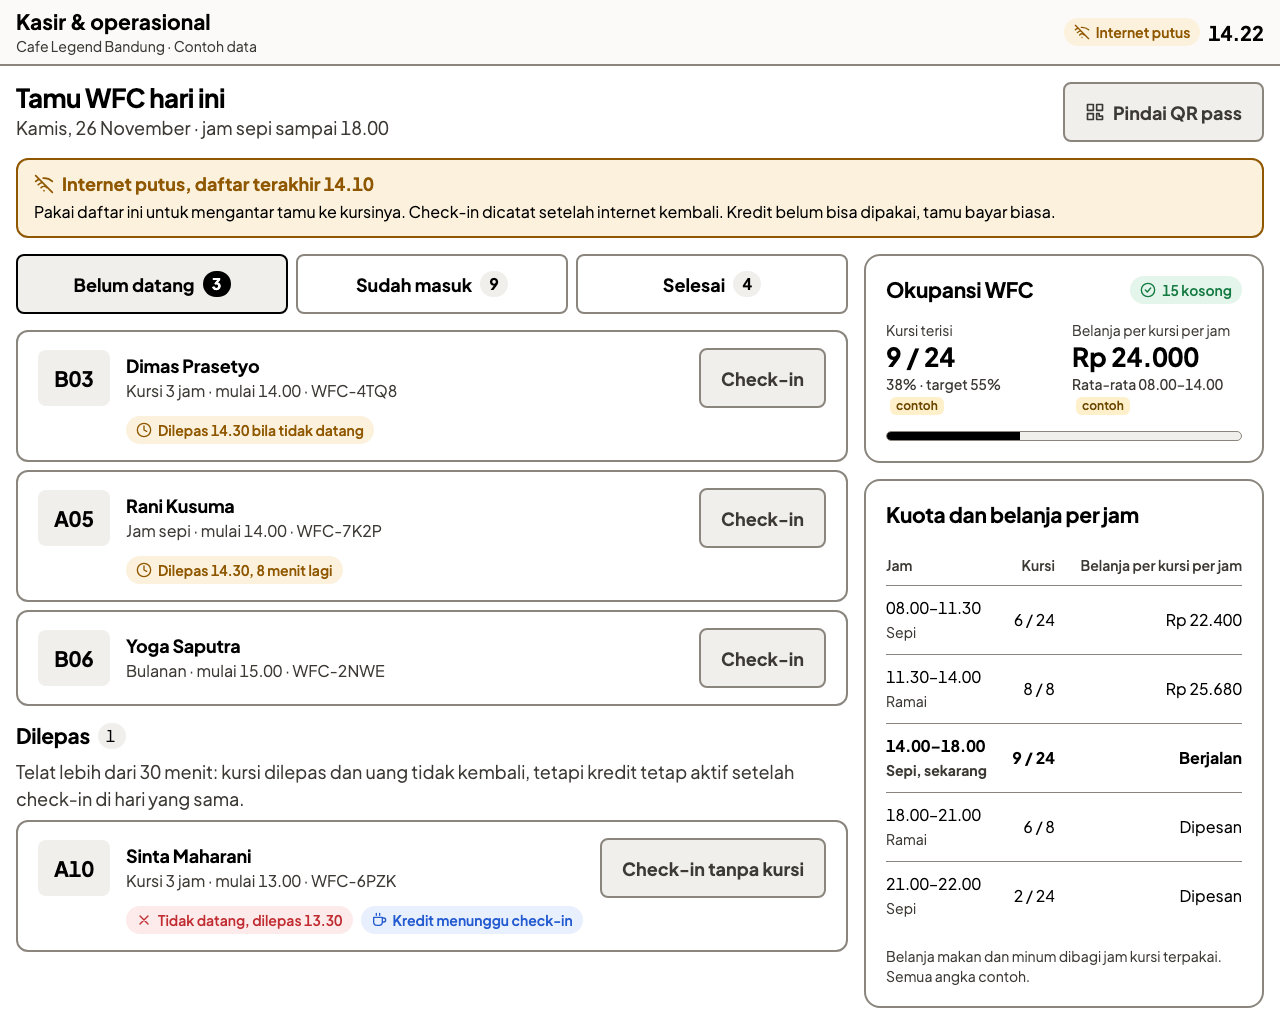 Kasir & operasional
Cafe Legend Bandung · Contoh data
Internet putus
14.22
Tamu WFC hari ini
Kamis, 26 November · jam sepi sampai 18.00
Pindai QR pass
Internet putus, daftar terakhir 14.10
Pakai daftar ini untuk mengantar tamu ke kursinya. Check-in dicatat setelah internet kembali. Kredit belum bisa dipakai, tamu bayar biasa.
Belum datang 3
Sudah masuk 9
Selesai 4
B03
Dimas Prasetyo
Kursi 3 jam · mulai 14.00 · WFC-4TQ8
Dilepas 14.30 bila tidak datang
Check-in
A05
Rani Kusuma
Jam sepi · mulai 14.00 · WFC-7K2P
Dilepas 14.30, 8 menit lagi
Check-in
B06
Yoga Saputra
Bulanan · mulai 15.00 · WFC-2NWE
Check-in
Dilepas 1
Telat lebih dari 30 menit: kursi dilepas dan uang tidak kembali, tetapi kredit tetap aktif setelah
check-in di hari yang sama.
A10
Sinta Maharani
Kursi 3 jam · mulai 13.00 · WFC-6PZK
Tidak datang, dilepas 13.30
Kredit menunggu check-in
Check-in tanpa kursi
Okupansi WFC
15 kosong
Kursi terisi
9 / 24
38% · target 55%
contoh
Belanja per kursi per jam
Rp 24.000
Rata-rata 08.00–14.00
contoh
Kuota dan belanja per jam
Jam Kursi Belanja per kursi per jam
08.00–11.30
Sepi
6 / 24 Rp 22.400
11.30–14.00
Ramai
8 / 8 Rp 25.680
14.00–18.00
Sepi, sekarang
9 / 24 Berjalan
18.00–21.00
Ramai
6 / 8 Dipesan
21.00–22.00
Sepi
2 / 24 Dipesan
Belanja makan dan minum dibagi jam kursi terpakai.
Semua angka contoh.